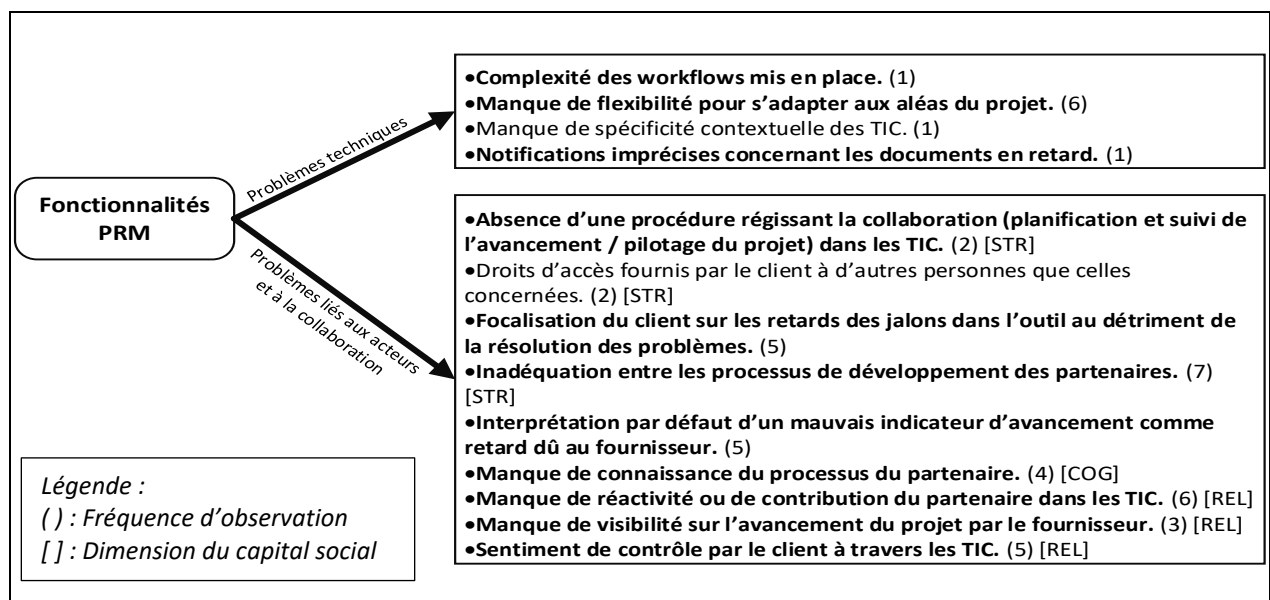 Fonctionnalités
PRM
Problèmes techniques
•Complexité des workflows mis en place. (1)
•Manque de flexibilité pour s’adapter aux aléas du projet. (6)
•Manque de spécificité contextuelle des TIC. (1)
•Notifications imprécises concernant les documents en retard. (1)
Problèmes liés aux acteurs
et à la collaboration
•Absence d’une procédure régissant la collaboration (planification et suivi de
l’avancement / pilotage du projet) dans les TIC. (2) [STR]
•Droits d’accès fournis par le client à d’autres personnes que celles
concernées. (2) [STR]
•Focalisation du client sur les retards des jalons dans l’outil au détriment de
la résolution des problèmes. (5)
•Inadéquation entre les processus de développement des partenaires. (7)
[STR]
•Interprétation par défaut d’un mauvais indicateur d’avancement comme
retard dû au fournisseur. (5)
•Manque de connaissance du processus du partenaire. (4) [COG]
•Manque de réactivité ou de contribution du partenaire dans les TIC. (6) [REL]
•Manque de visibilité sur l’avancement du projet par le fournisseur. (3) [REL]
•Sentiment de contrôle par le client à travers les TIC. (5) [REL]
Légende :
( ) : Fréquence d’observation
[ ] : Dimension du capital social